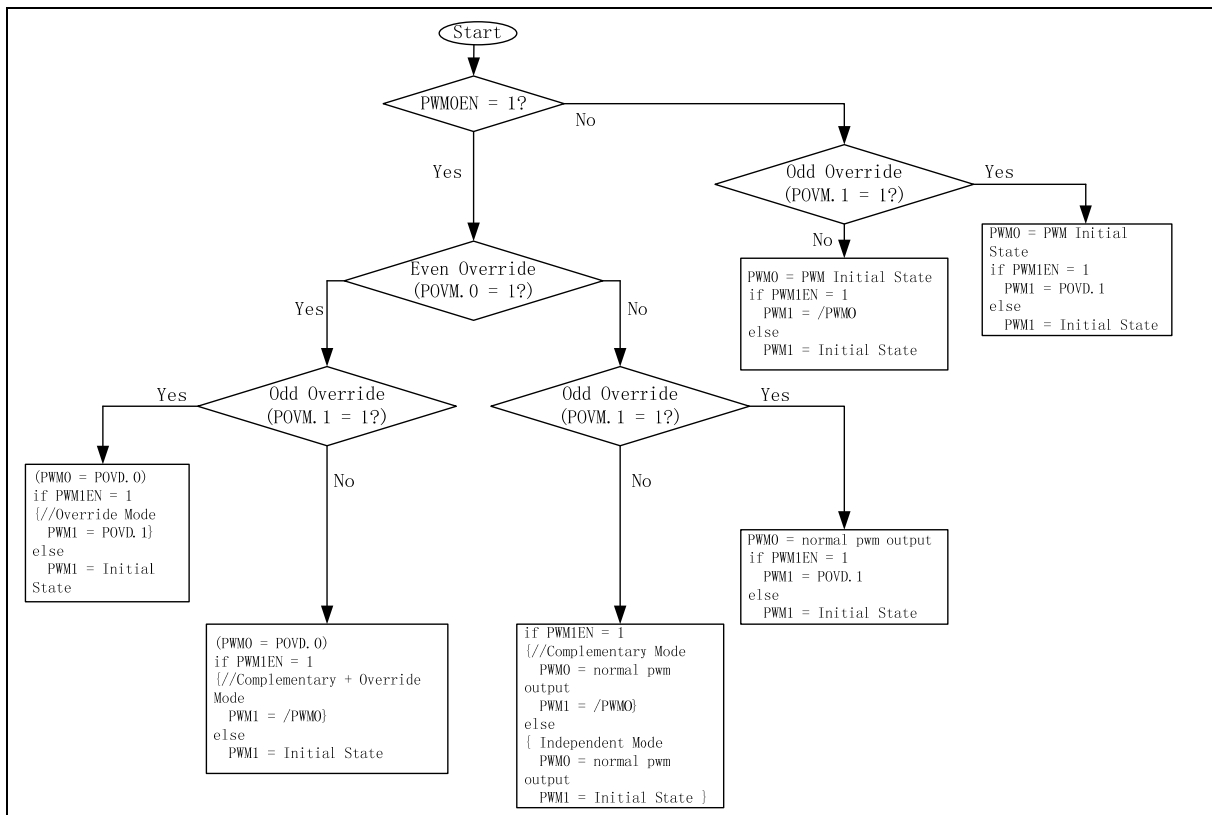 Start
PWM0EN = 1?
No
Yes
Odd Override
(POVM.1 = 1?)
Yes
No
PWM0 = PWM Initial
State
if PWM1EN = 1
PWM1 = POVD.1
else
PWM1 = Initial State
PWM0 = PWM Initial State
if PWM1EN = 1
PWM1 = /PWM0
else
PWM1 = Initial State
Even Override
(POVM.0 = 1?)
Yes
No
Odd Override
(POVM.1 = 1?)
Yes
No
Odd Override
(POVM.1 = 1?)
Yes
No
(PWM0 = POVD.0)
if PWM1EN = 1
{//Override Mode
PWM1 = POVD.1}
else
PWM1 = Initial
State
PWM0 = normal pwm output
if PWM1EN = 1
PWM1 = POVD.1
else
PWM1 = Initial State
(PWM0 = POVD.0)
if PWM1EN = 1
{//Complementary + Override
Mode
PWM1 = /PWM0}
else
PWM1 = Initial State
if PWM1EN = 1
{//Complementary Mode
PWM0 = normal pwm
output
PWM1 = /PWM0}
else
{ Independent Mode
PWM0 = normal pwm
output
PWM1 = Initial State }